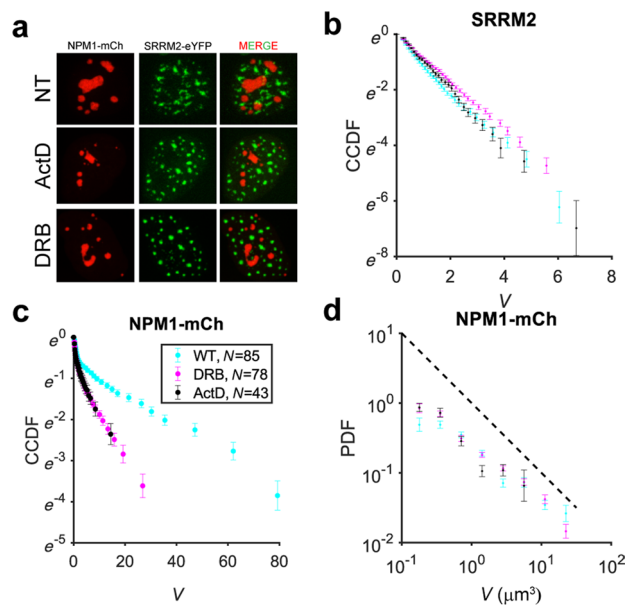 a
NPM1-mCh SRRM2-eYFP MERGE
NT
ActD
DRB
b
SRRM2
e^0
e^-2
e^-4
e^-6
e^-8
CCDF
0 2 4 6 8
V
c
NPM1-mCh
e^0
e^-1
e^-2
e^-3
e^-4
e^-5
CCDF
WT, N=85
DRB, N=78
ActD, N=43
0 20 40 60 80
V
d
NPM1-mCh
10^1
10^0
10^-1
10^-2
PDF
10^-1 10^0 10^1 10^2
V (μm³)